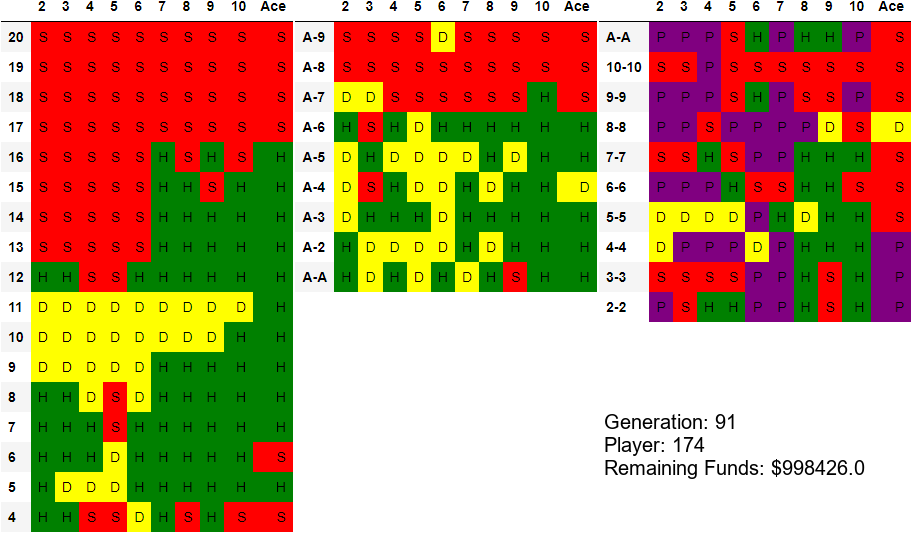 2 3 4 5 6 7 8 9 10 Ace 2 3 4 5 6 7 8 9 10 Ace 2 3 4 5 6 7 8 9 10 Ace
20 S S S S S S S S S S A-9 S S S S D S S S S S A-A P P P S H P H H P S
19 S S S S S S S S S S A-8 S S S S S S S S S S 10-10 S S P S S S S S S S
18 S S S S S S S S S S A-7 D D S S S S S S H S 9-9 P P P S H P S S P S
17 S S S S S S S S S S A-6 H S H D H H H H H H 8-8 P P S P P P P D S D
16 S S S S S H S H S H A-5 D H D D D D H D H H 7-7 S S H S P P H H H S
15 S S S S S H H S H H A-4 D S H D D H D H H D 6-6 P P P H S S H H S S
14 S S S S S H H H H H A-3 D H H H D H H H H H 5-5 D D D D P H D H H S
13 S S S S S H H H H H A-2 H D D D D H D H H H 4-4 D P P P D P H H H P
12 H H S S H H H H H H A-A H D H D H D H S H H 3-3 S S S S P P H S H P
11 D D D D D D D D D H 2-2 P S H H P P H S H P
10 D D D D D D D D H H
9 D D D D D H H H H H
8 H H D S D H H H H H
7 H H H S H H H H H H
6 H H H D H H H H H S
5 H D D D H H H H H H
4 H H S S D H S H S S
Generation: 91
Player: 174
Remaining Funds: $998426.0